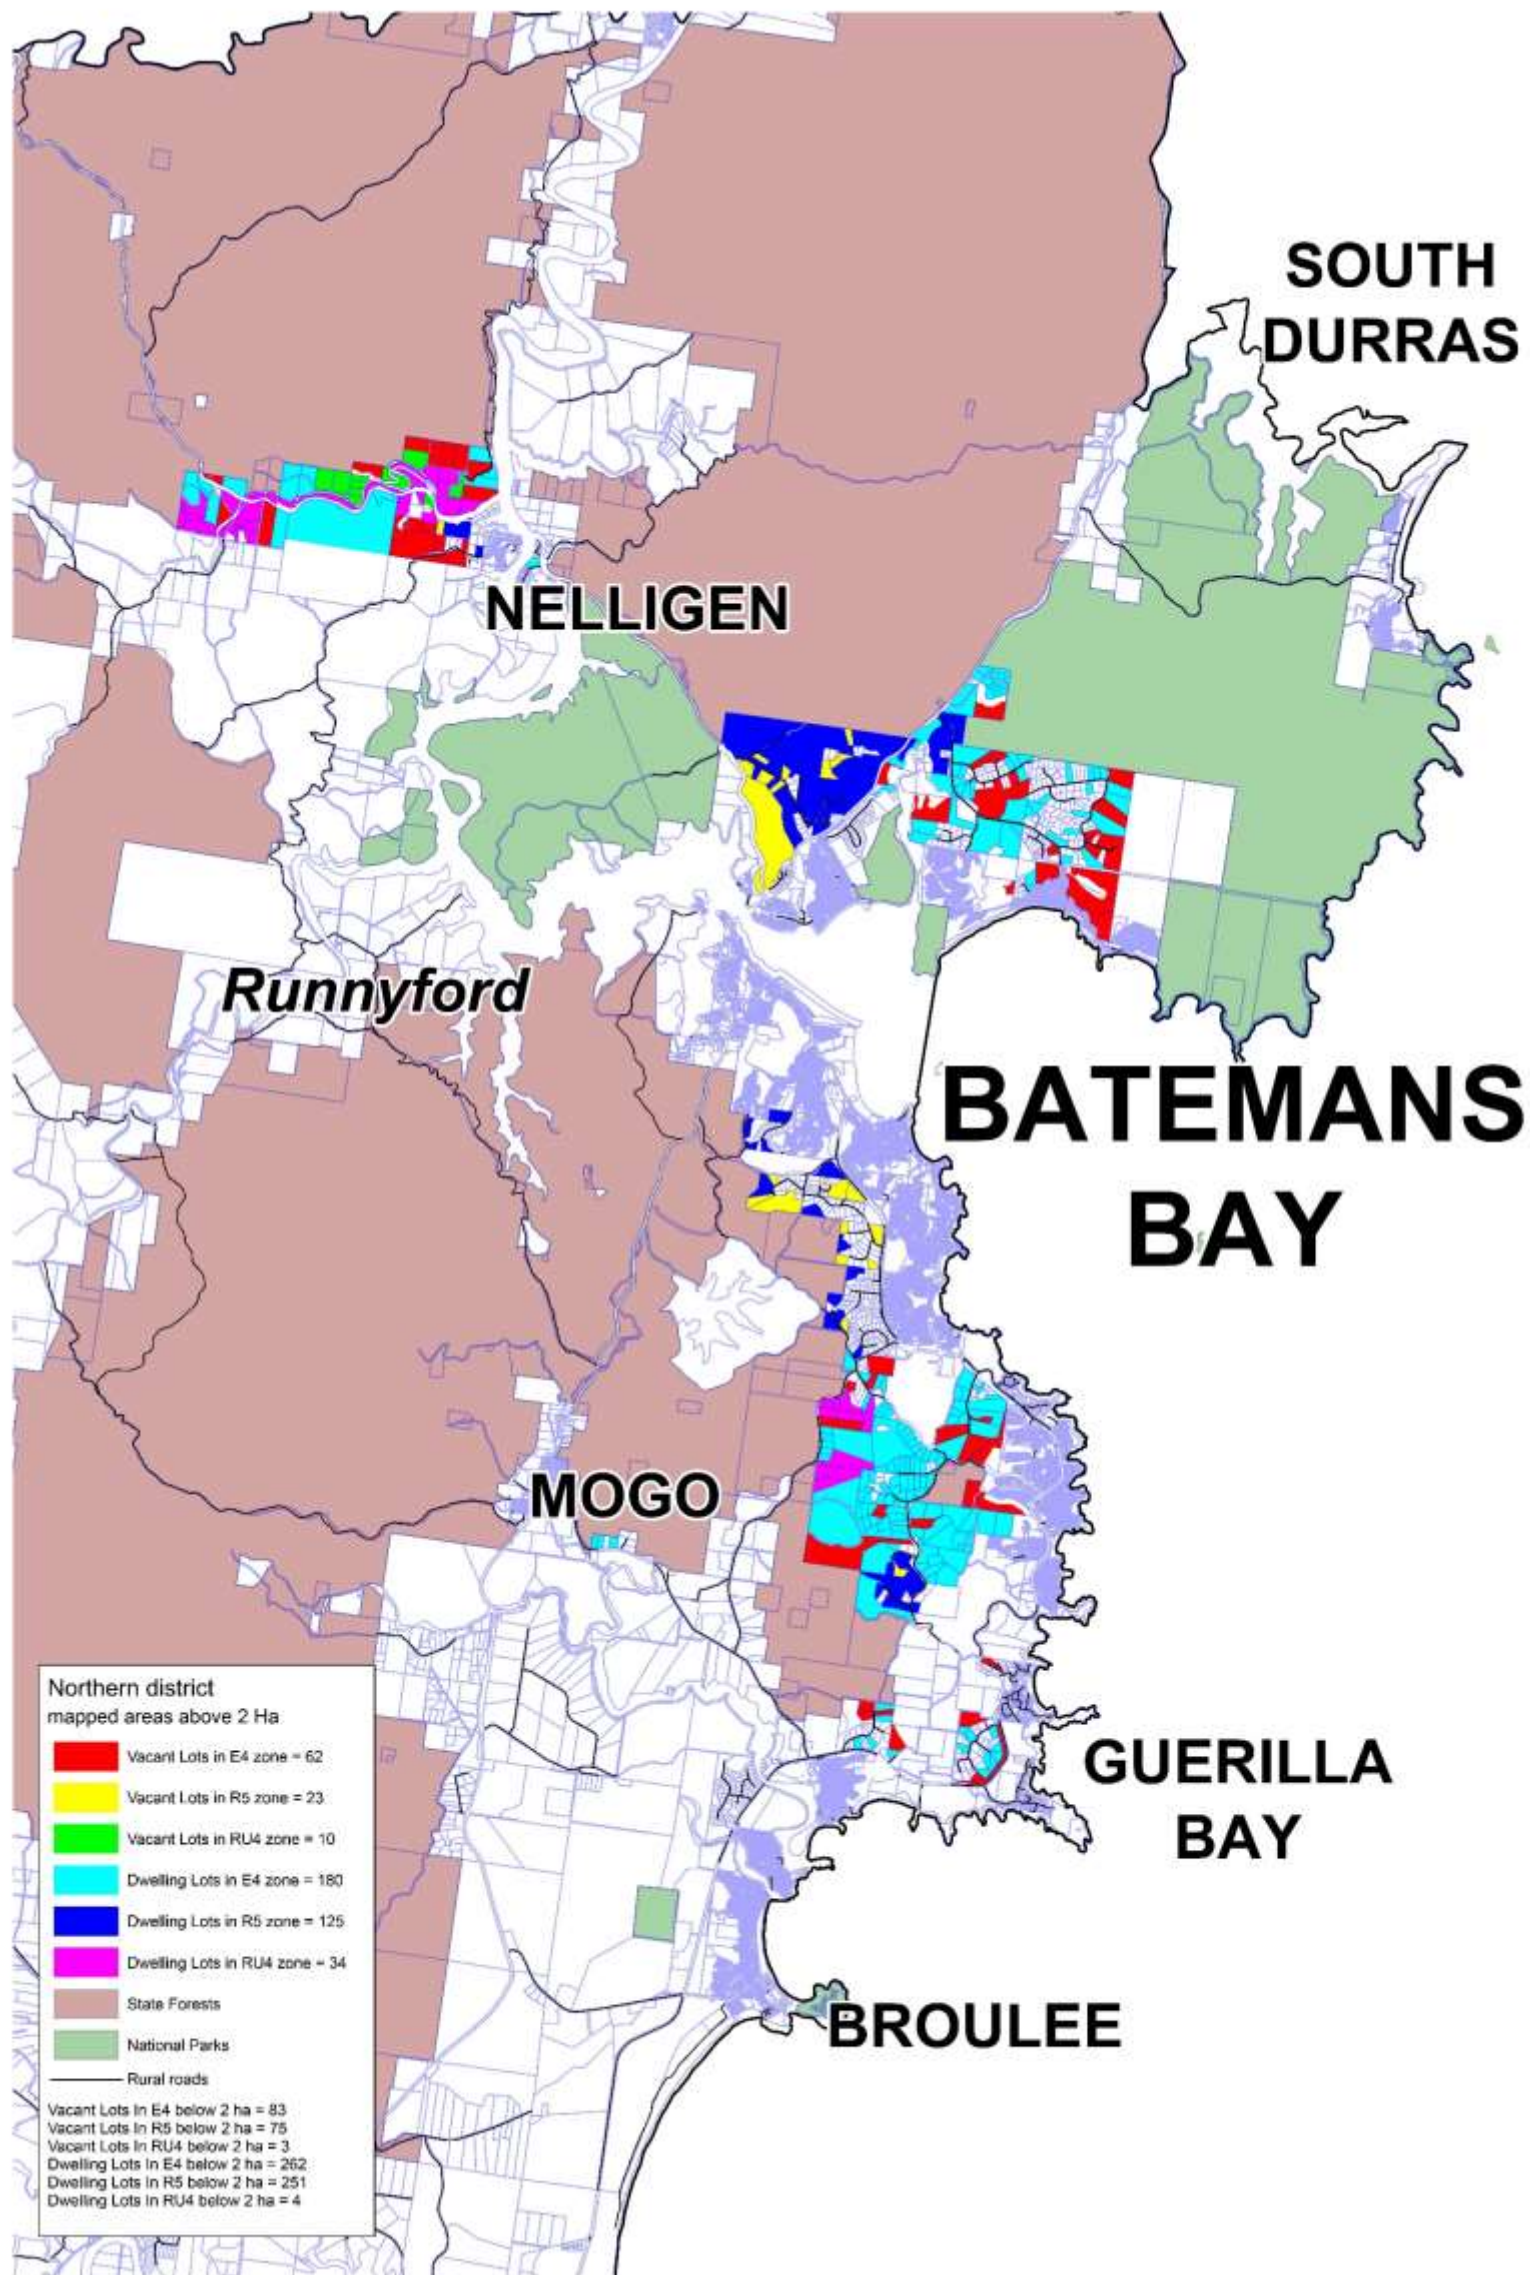 SOUTH
DURRAS
NELLIGEN
Runnyford
BATEMANS
BAY
MOGO
GUERILLA
BAY
BROULEE
Northern district
mapped areas above 2 Ha
Vacant Lots in E4 zone = 62
Vacant Lots in R5 zone = 23
Vacant Lots in RU4 zone = 10
Dwelling Lots in E4 zone = 180
Dwelling Lots in R5 zone = 125
Dwelling Lots in RU4 zone = 34
State Forests
National Parks
Rural roads
Vacant Lots In E4 below 2 ha = 83
Vacant Lots In R5 below 2 ha = 75
Vacant Lots In RU4 below 2 ha = 3
Dwelling Lots In E4 below 2 ha = 262
Dwelling Lots In R5 below 2 ha = 251
Dwelling Lots In RU4 below 2 ha = 4